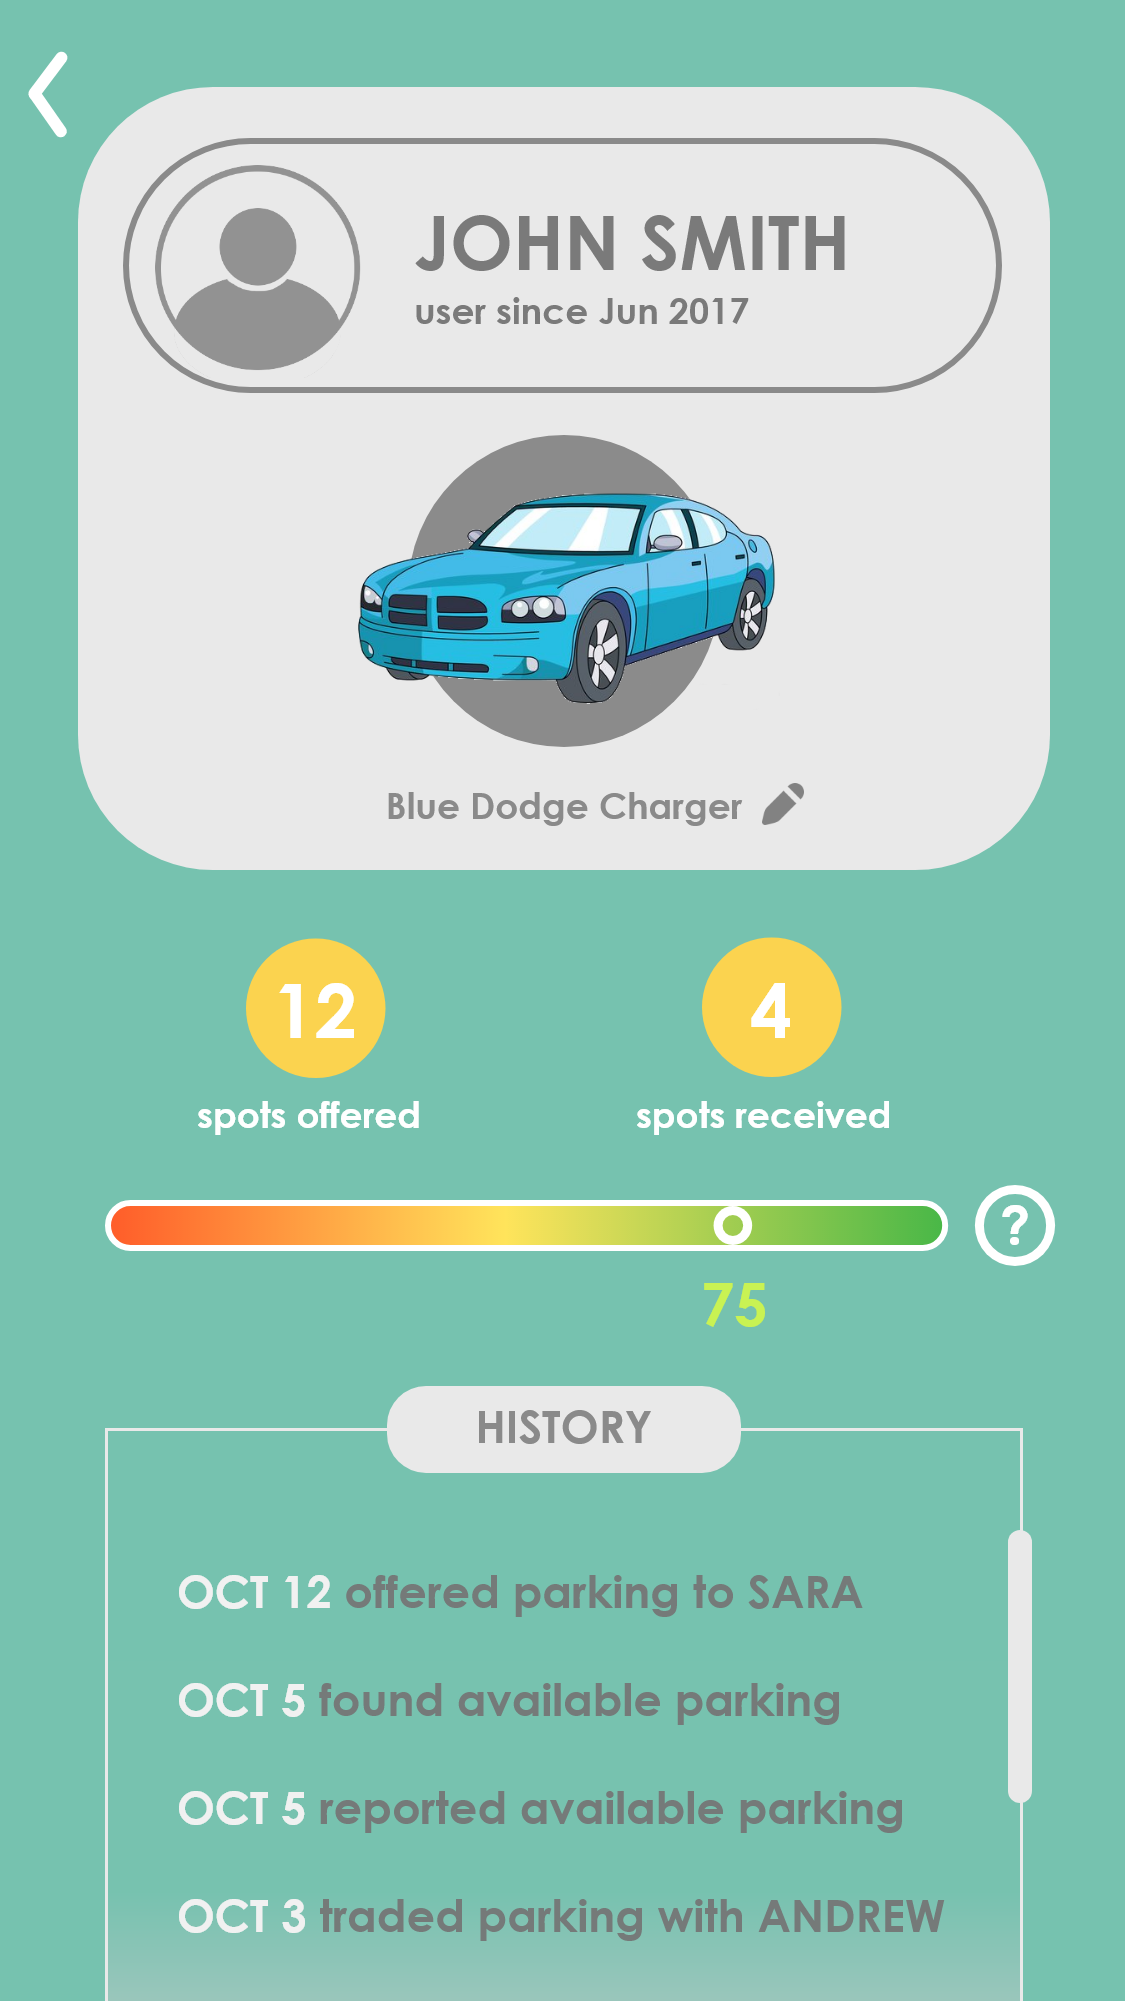 JOHN SMITH
user since Jun 2017
Blue Dodge Charger
12
4
spots offered
spots received
?
75
HISTORY
OCT 12 offered parking to SARA
OCT 5 found available parking
OCT 5 reported available parking
OCT 3 traded parking with ANDREW